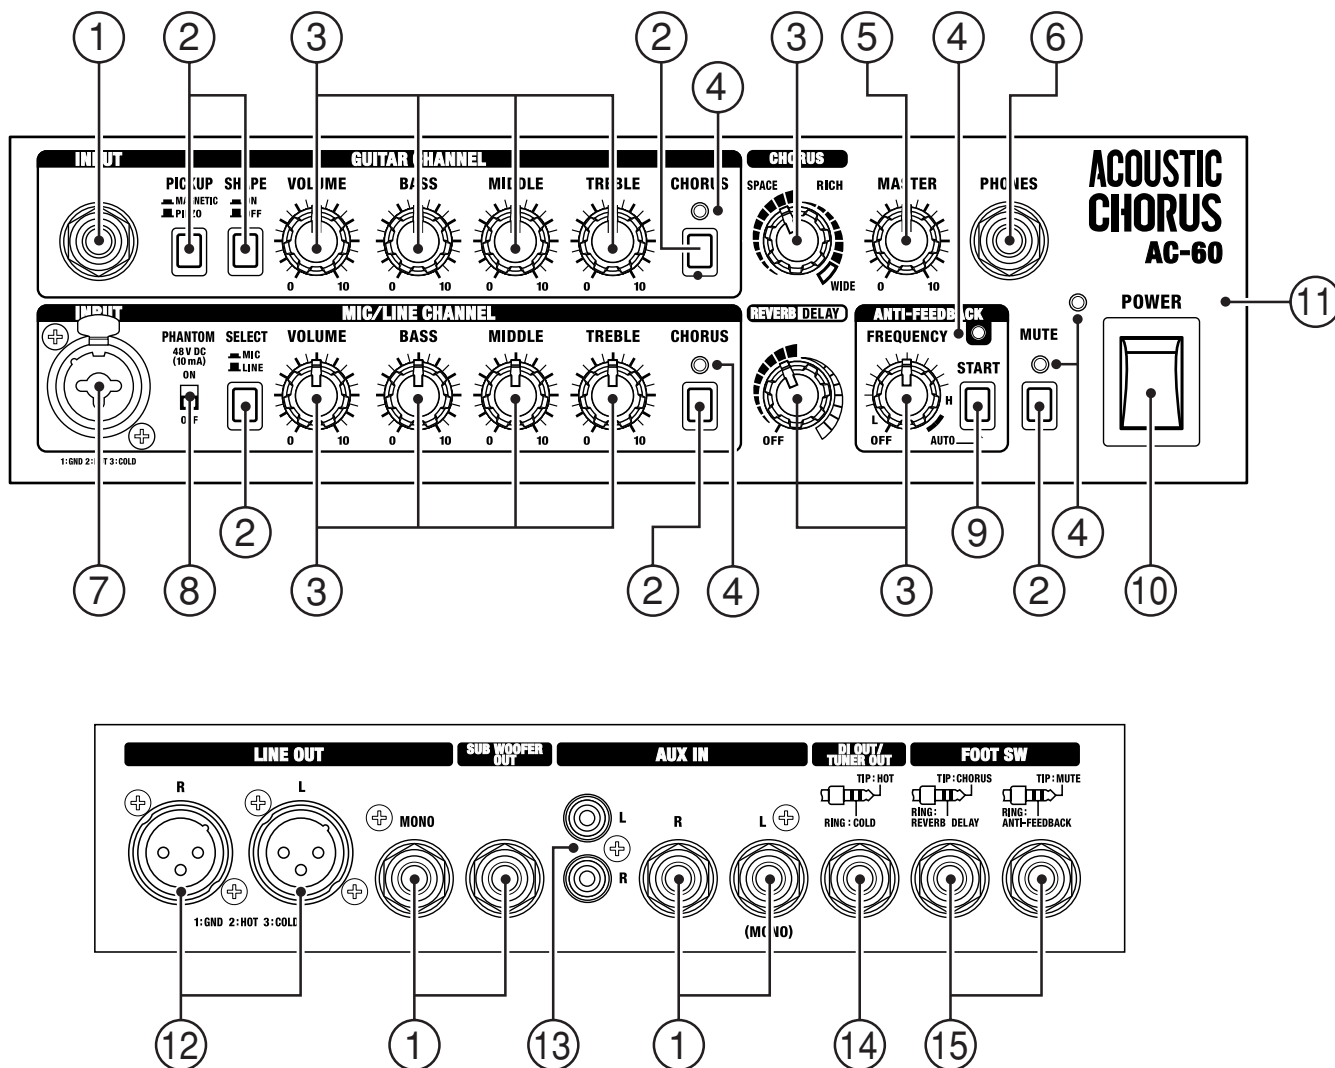 1 2 3 2 3 5 4 6
4
INPUT GUITAR CHANNEL CHORUS
PICKUP SHAPE VOLUME BASS MIDDLE TREBLE CHORUS SPACE RICH MASTER PHONES
MAGNETIC ON
PIEZO OFF
WIDE
0 10 0 10 0 10 0 10 0 10
ACOUSTIC
CHORUS
AC-60
INPUT MIC/LINE CHANNEL REVERB DELAY ANTI-FEEDBACK POWER 11
PHANTOM SELECT VOLUME BASS MIDDLE TREBLE CHORUS FREQUENCY MUTE
48 V DC MIC
(10 mA) LINE
ON
START
H
L
OFF
0 10 0 10 0 10 0 10 OFF OFF AUTO
1:GND 2:HOT 3:COLD
2 9 4
7 8 3 2 4 3 2 10
LINE OUT SUB WOOFER OUT AUX IN DI OUT/ TUNER OUT FOOT SW
TIP:HOT TIP:CHORUS TIP:MUTE
R L MONO L R L
RING:COLD RING: REVERB DELAY RING: ANTI-FEEDBACK
R
1:GND 2:HOT 3:COLD
(MONO)
12 1 13 1 14 15